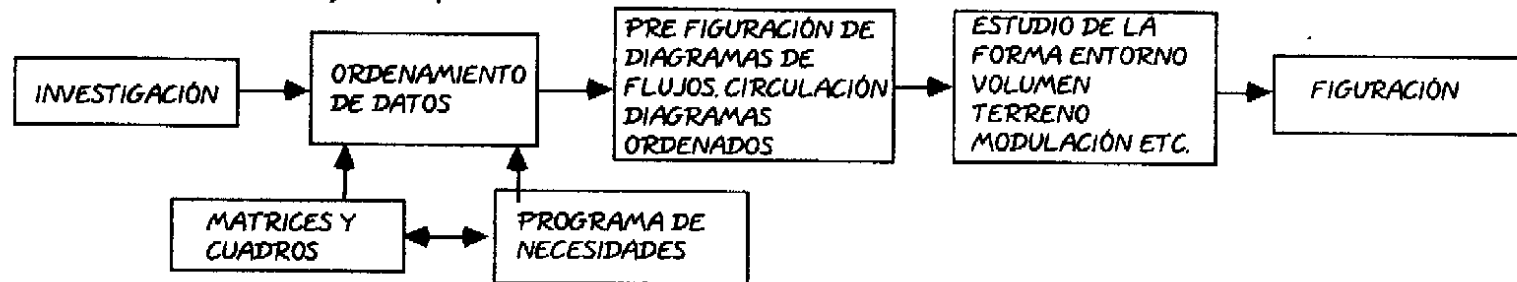 INVESTIGACIÓN
ORDENAMIENTO
DE DATOS
PRE FIGURACIÓN DE
DIAGRAMAS DE
FLUJOS, CIRCULACIÓN
DIAGRAMAS
ORDENADOS
ESTUDIO DE LA
FORMA ENTORNO
VOLUMEN
TERRENO
MODULACIÓN ETC.
FIGURACIÓN
MATRICES Y
CUADROS
PROGRAMA DE
NECESIDADES